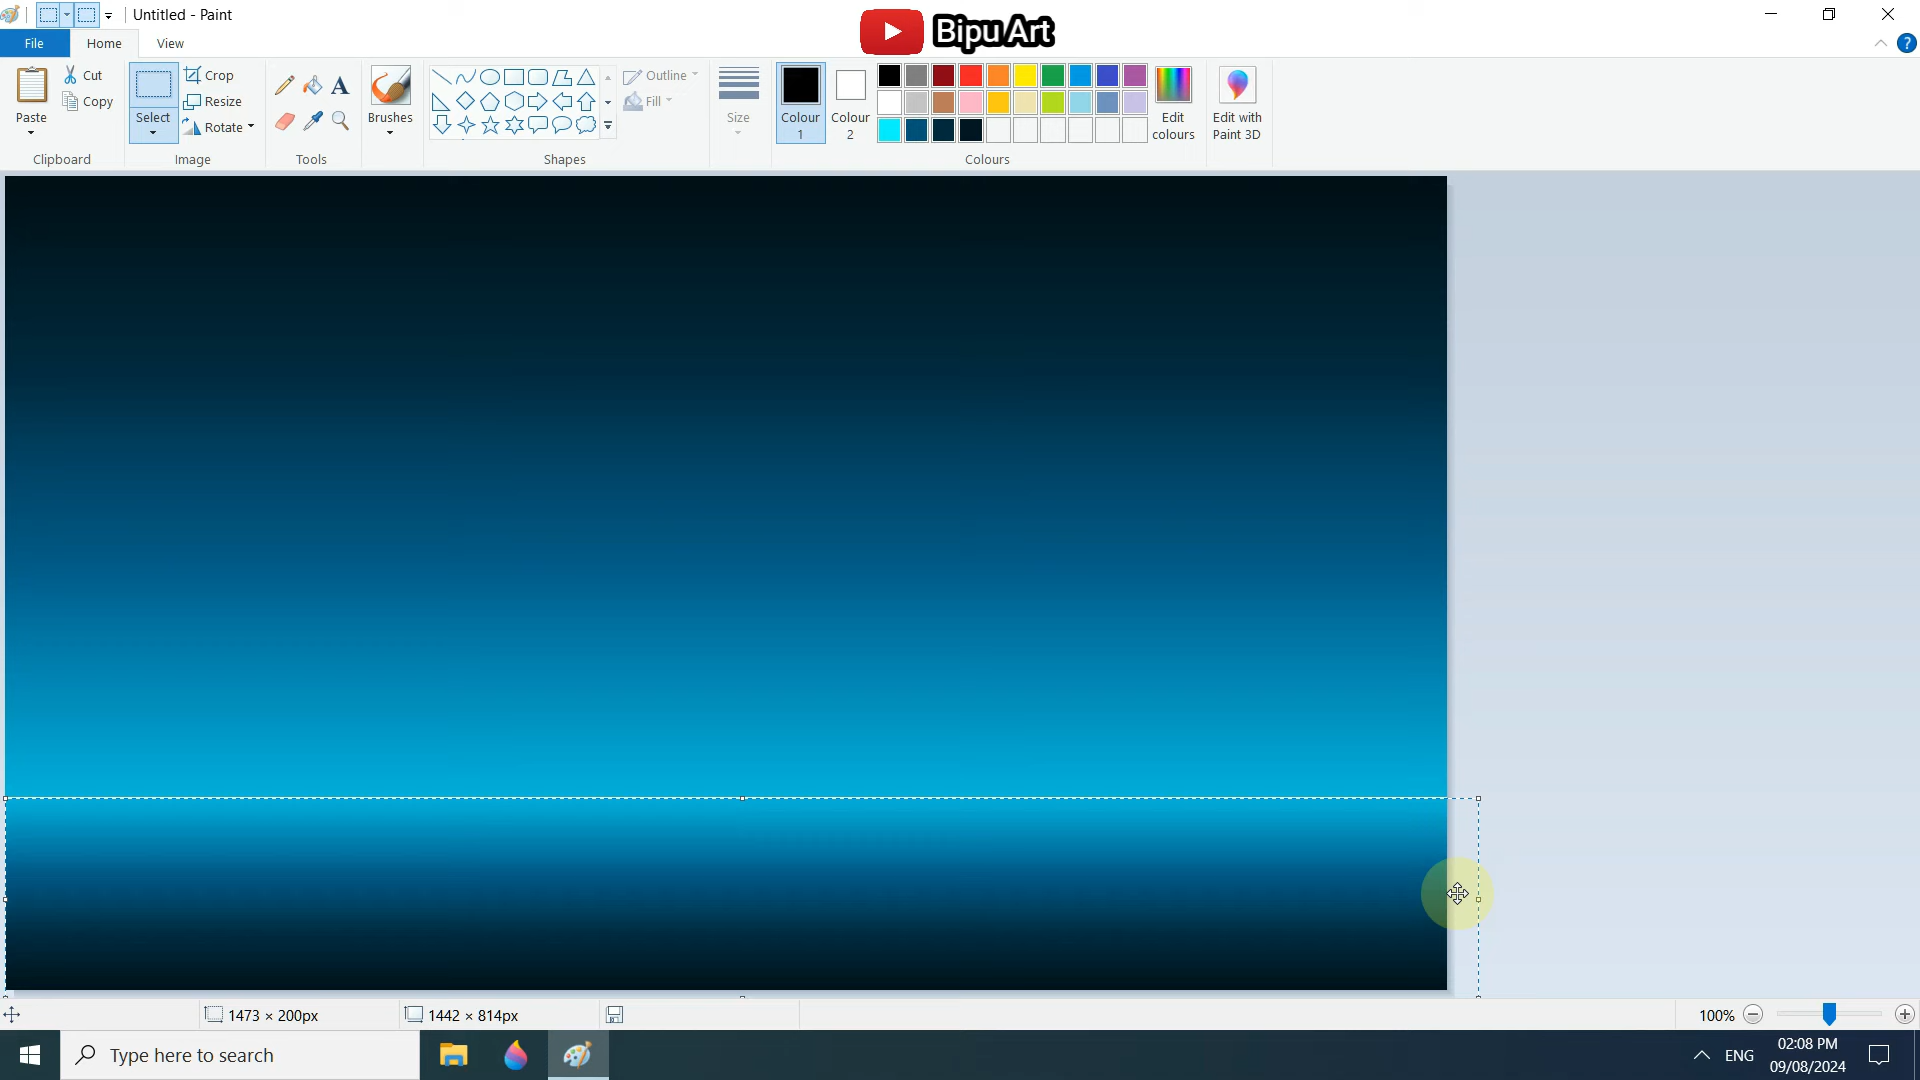 Untitled - Paint
Bipu Art
File
Home
View
Paste
Cut
Copy
Clipboard
Select
Crop
Resize
Rotate
Image
A
Tools
Brushes
Outline
Fill
Shapes
Size
Colour
1
Colour
2
Edit
colours
Colours
Edit with
Paint 3D
?
1473 × 200px
1442 × 814px
100%
Type here to search
ENG
02:08 PM
09/08/2024